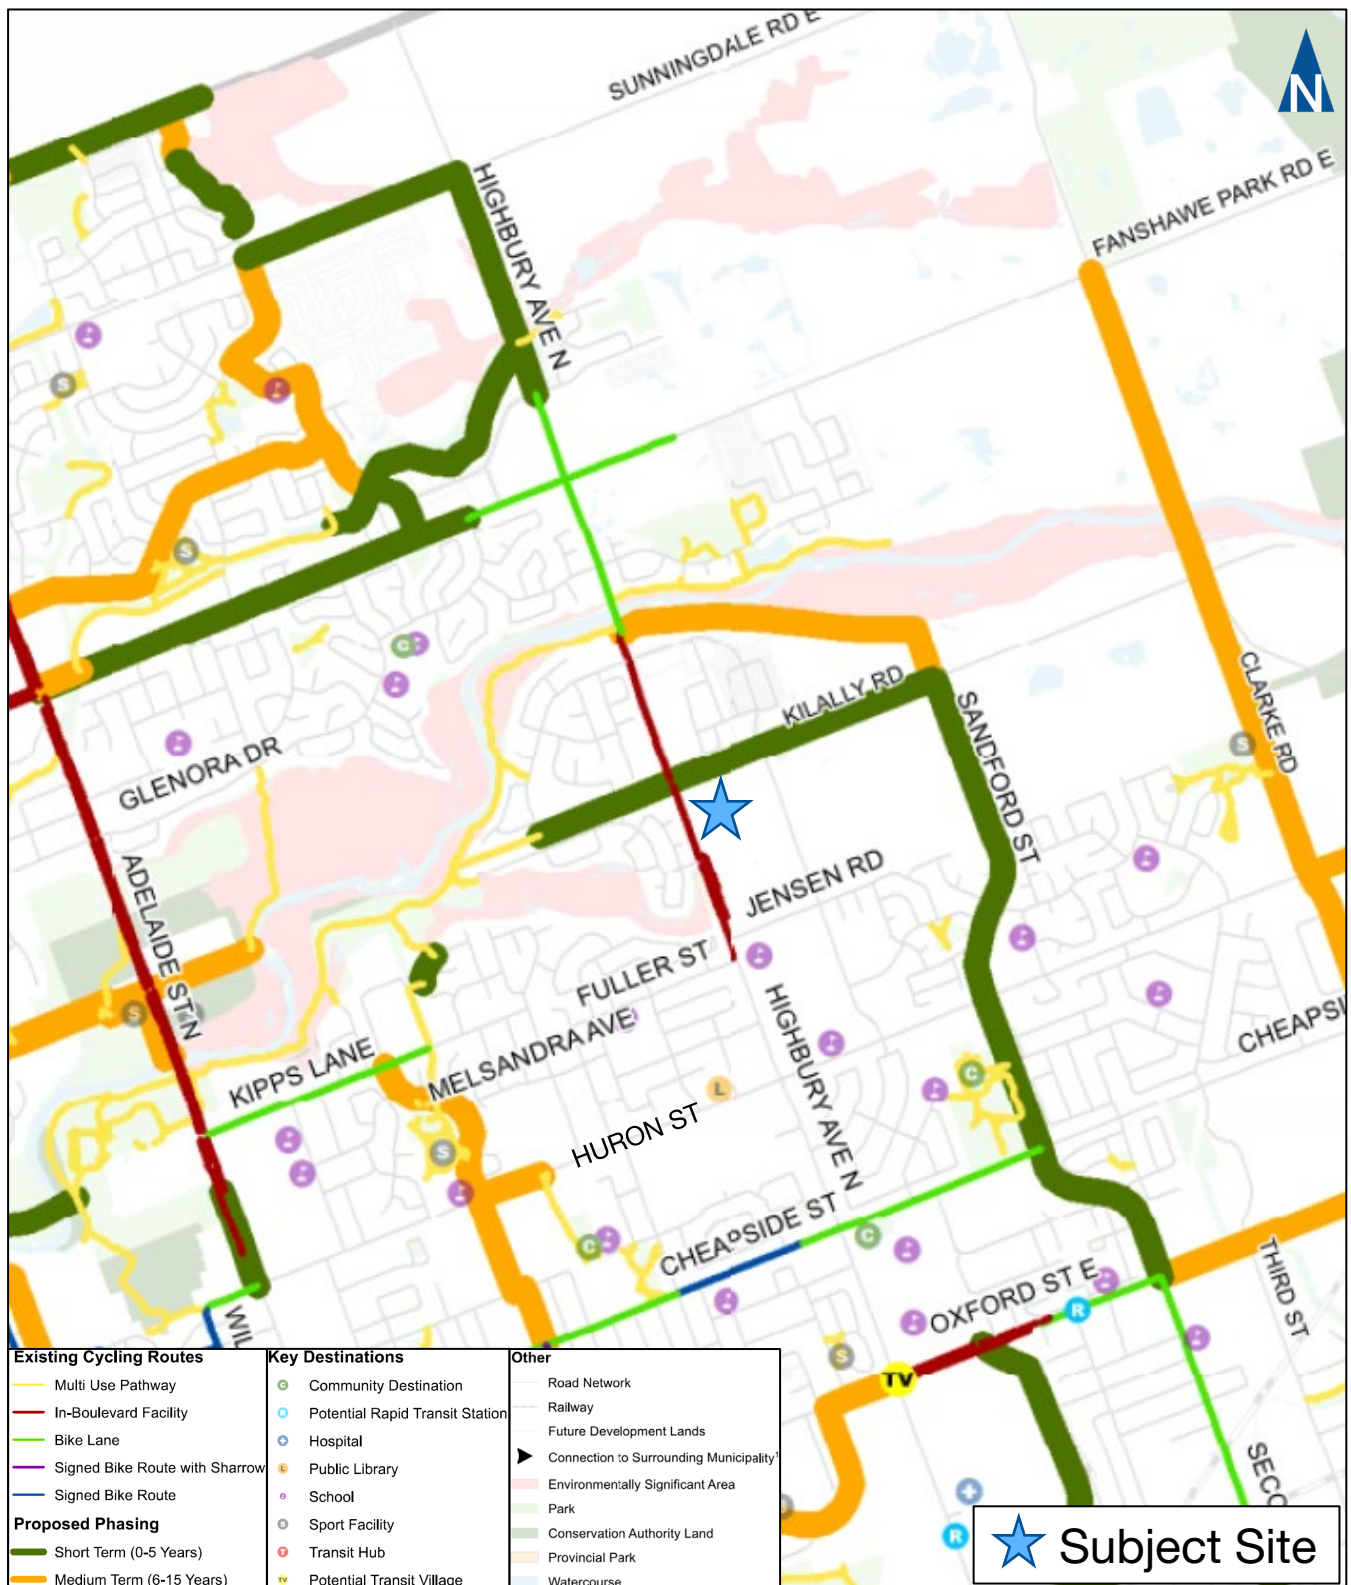 SUNNINGDALE RD E
N
FANSHAWE PARK RD E
HIGHBURY AVE N
S
S
C
KILALLY RD
SANDFORD ST
CLARKE RD
S
GLENORA DR
JENSEN RD
ADELAIDE ST N
FULLER ST
S
MELSANDRA AVE
HIGHBURY AVE N
CHEAPSI
KIPPS LANE
C
L
HURON ST
S
CHEAPSIDE ST
C
C
OXFORD ST E
R
THIRD ST
WIL
S
TV
SECO
R
Existing Cycling Routes
Multi Use Pathway
In-Boulevard Facility
Bike Lane
Signed Bike Route with Sharrow
Signed Bike Route
Proposed Phasing
Short Term (0-5 Years)
Medium Term (6-15 Years)
Key Destinations
C Community Destination
R Potential Rapid Transit Station
Hospital
L Public Library
School
S Sport Facility
T Transit Hub
TV Potential Transit Village
Other
Road Network
Railway
Future Development Lands
Connection to Surrounding Municipality¹
Environmentally Significant Area
Park
Conservation Authority Land
Provincial Park
Watercourse
Subject Site